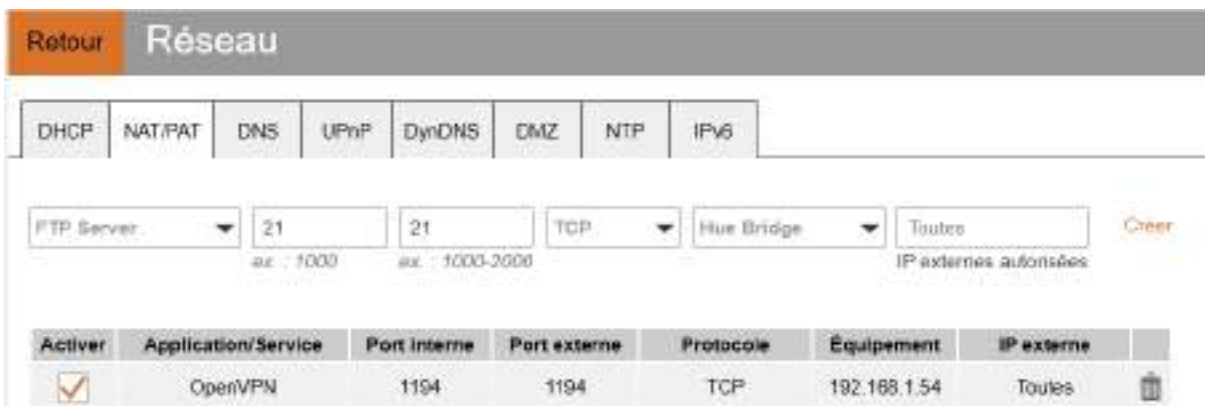 Retour Réseau
DHCP NAT/PAT DNS UPnP DynDNS DMZ NTP IPv6
FTP Server 21 21 TCP Hue Bridge Toutes Créer
ex. : 1000 ex. : 1000-2000 IP externes autorisées
Activer Application/Service Port interne Port externe Protocole Équipement IP externe
OpenVPN 1194 1194 TCP 192.168.1.54 Toutes